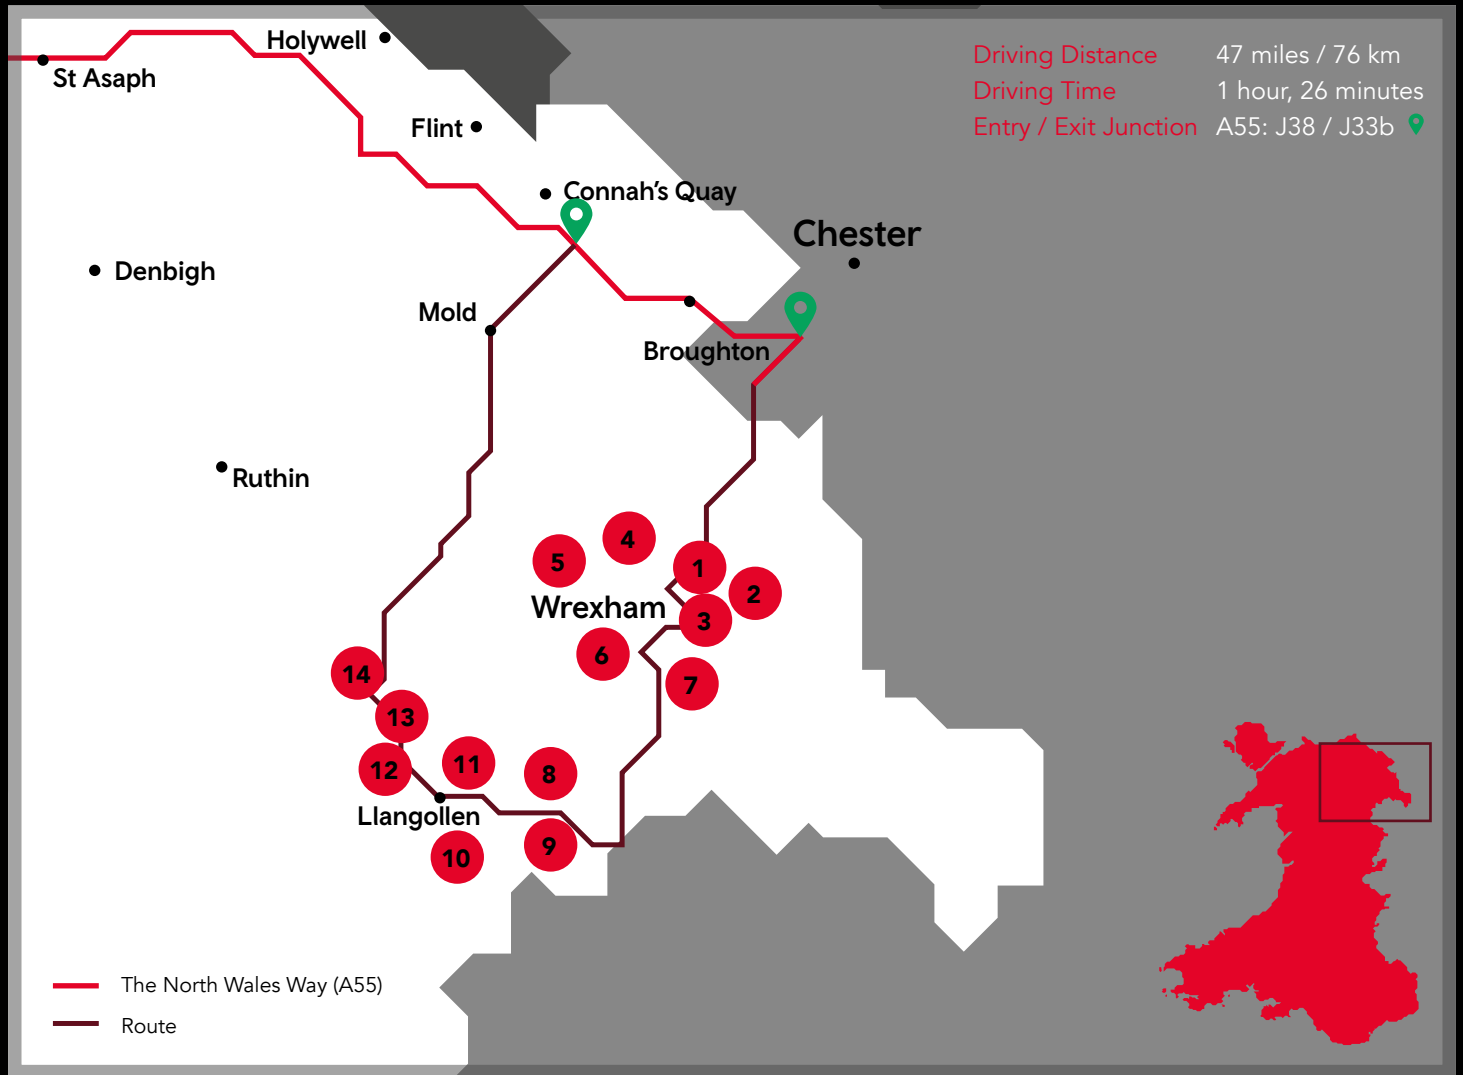 Holywell
St Asaph
Driving Distance 47 miles / 76 km
Driving Time 1 hour, 26 minutes
Entry / Exit Junction A55: J38 / J33b
Flint
Connah's Quay
Chester
Denbigh
Mold
Broughton
Ruthin
4
5
1
2
Wrexham
3
6
14
7
13
11
12
8
Llangollen
9
10
The North Wales Way (A55)
Route